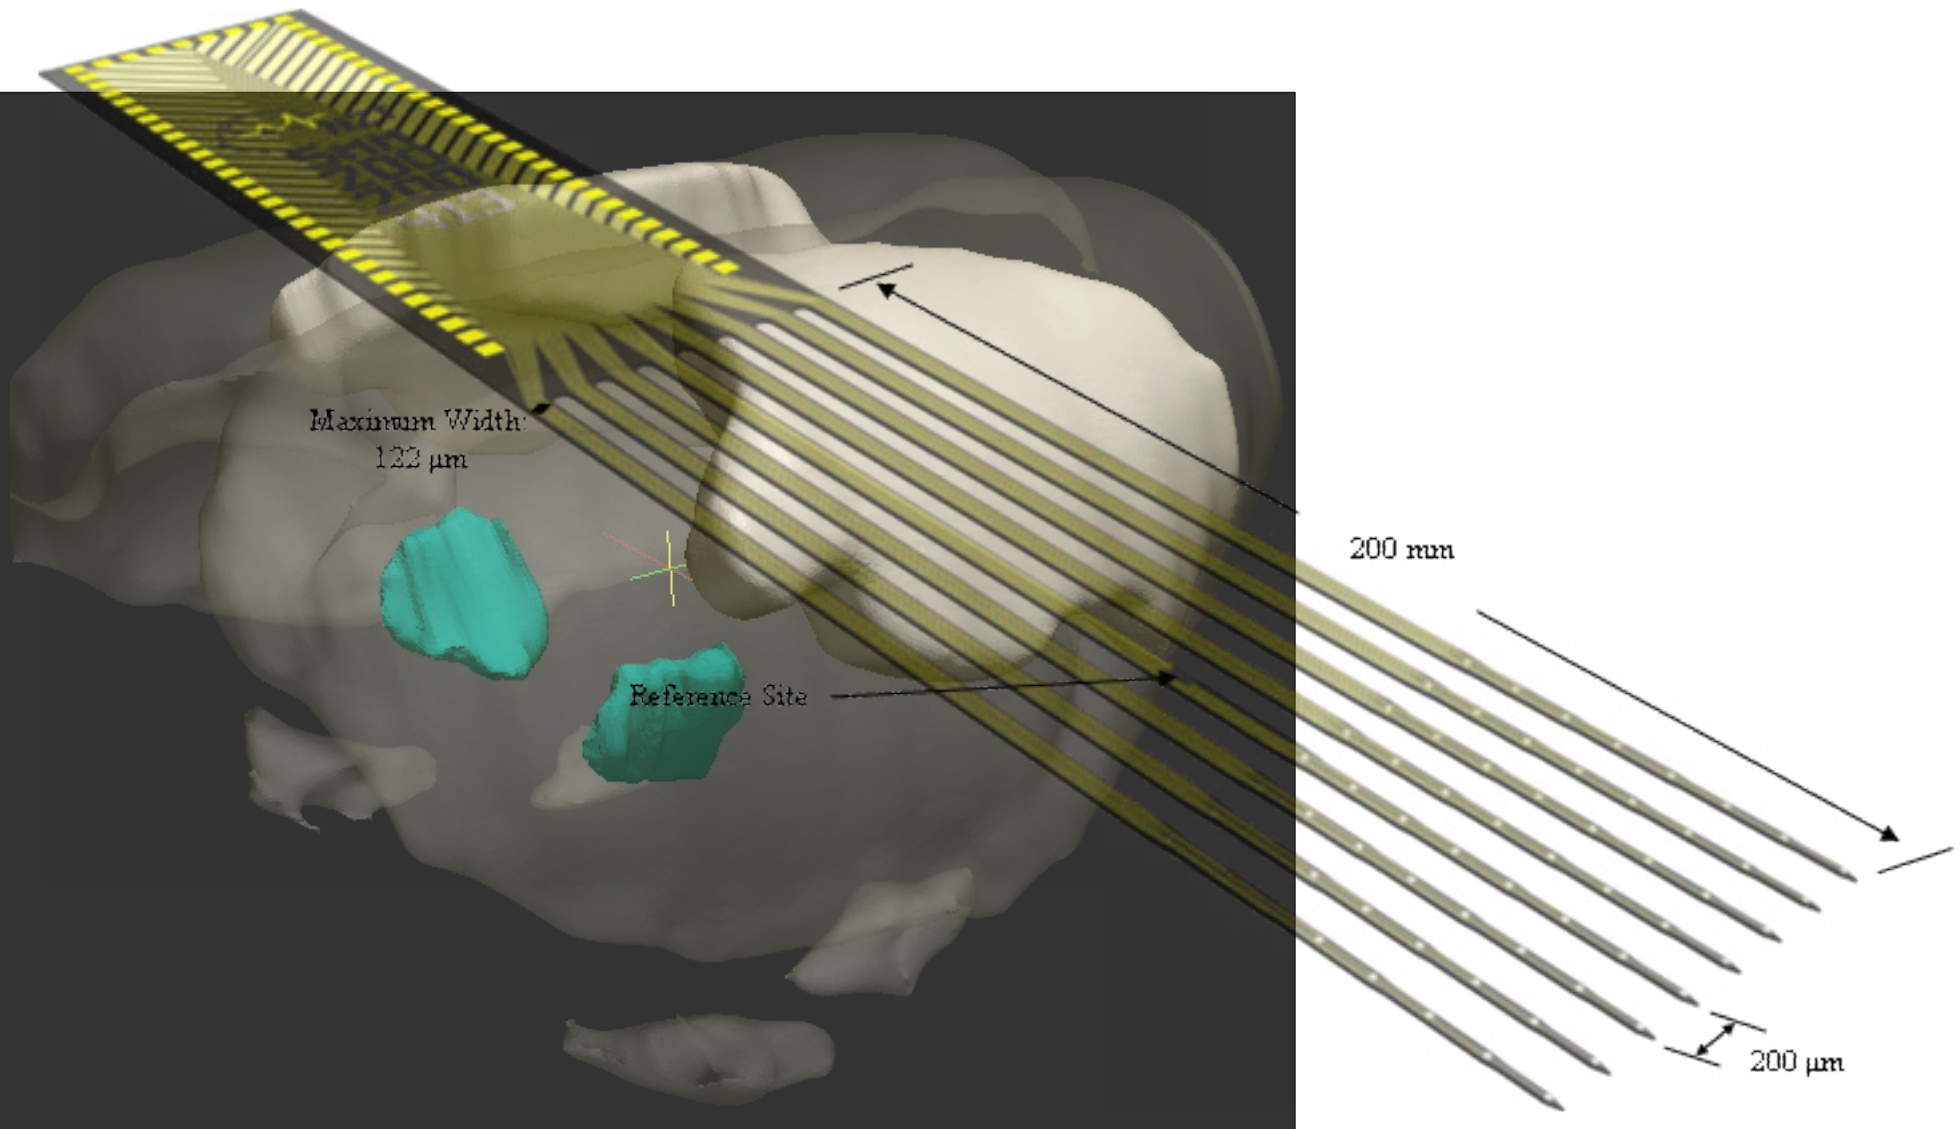 Maximum Width:
122 µm
200 mm
Reference Site
200 µm